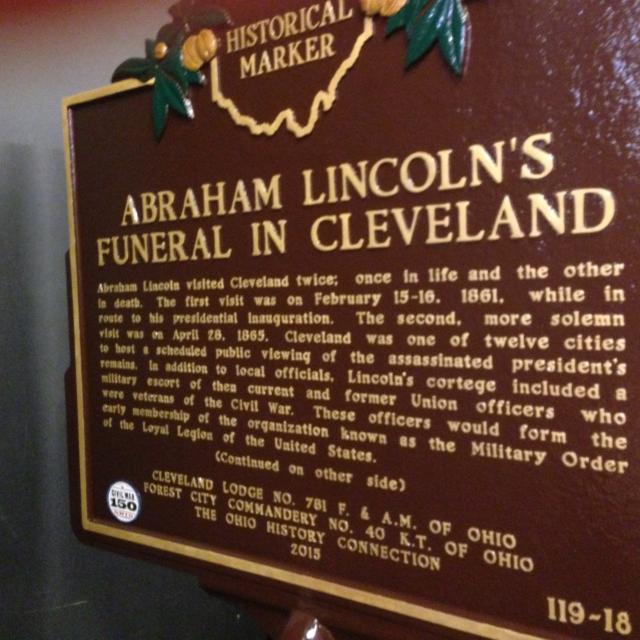 HISTORICAL
MARKER
ABRAHAM LINCOLN'S
FUNERAL IN CLEVELAND
Abraham Lincoln visited Cleveland twice; once in life and the other
in death. The first visit was on February 15-16, 1861, while in
route to his presidential inauguration. The second, more solemn
visit was on April 28, 1865. Cleveland was one of twelve cities
to host a scheduled public viewing of the assassinated president's
remains. In addition to local officials, Lincoln's cortege included a
military escort of then current and former Union officers who
were veterans of the Civil War. These officers would form the
early membership of the organization known as the Military Order
of the Loyal Legion of the United States.
(Continued on other side)
CLEVELAND LODGE NO. 781 F. & A.M. OF OHIO
FOREST CITY COMMANDERY NO. 40 K.T. OF OHIO
THE OHIO HISTORY CONNECTION
2015
CIVIL WAR
150
119-18